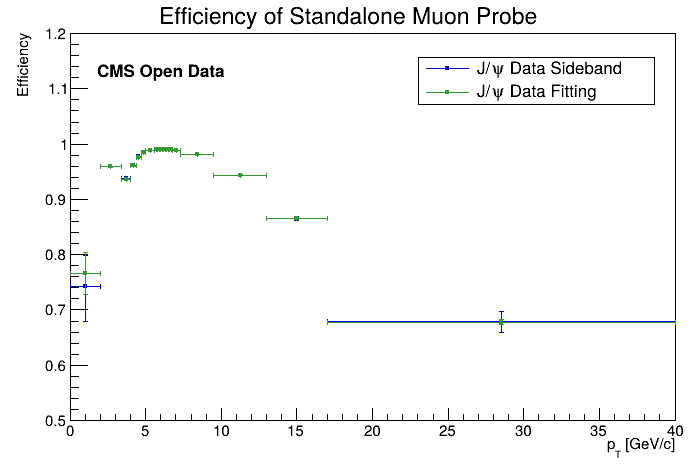 Efficiency of Standalone Muon Probe
Efficiency
CMS Open Data
J/ψ Data Sideband
J/ψ Data Fitting
1.2
1.1
1
0.9
0.8
0.7
0.6
0.5
0 5 10 15 20 25 30 35 40
p_T [GeV/c]